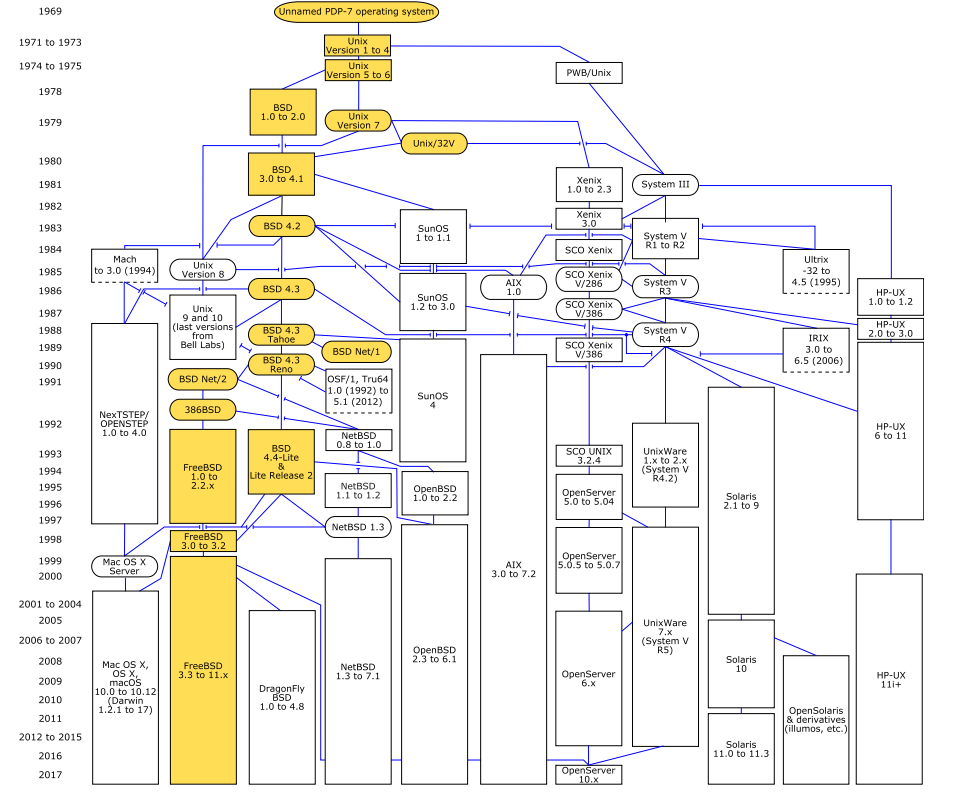 1969
Unnamed PDP-7 operating system
1971 to 1973
Unix
Version 1 to 4
1974 to 1975
Unix
Version 5 to 6
PWB/Unix
1978
BSD
1.0 to 2.0
1979
Unix
Version 7
Unix/32V
1980
BSD
3.0 to 4.1
1981
Xenix
1.0 to 2.3
System III
1982
Xenix
3.0
1983
BSD 4.2
SunOS
1 to 1.1
System V
R1 to R2
1984
Mach
to 3.0 (1994)
SCO Xenix
Ultrix
-32 to
4.5 (1995)
1985
Unix
Version 8
SCO Xenix
V/286
1986
BSD 4.3
AIX
1.0
System V
R3
HP-UX
1.0 to 1.2
1987
Unix
9 and 10
(last versions
from
Bell Labs)
SunOS
1.2 to 3.0
SCO Xenix
V/386
1988
BSD 4.3
Tahoe
System V
R4
HP-UX
2.0 to 3.0
1989
BSD Net/1
SCO Xenix
V/386
IRIX
3.0 to
6.5 (2006)
1990
BSD 4.3
Reno
1991
BSD Net/2
OSF/1, Tru64
1.0 (1992) to
5.1 (2012)
SunOS
4
386BSD
1992
NeXTSTEP/
OPENSTEP
1.0 to 4.0
NetBSD
0.8 to 1.0
HP-UX
6 to 11
1993
BSD
4.4-Lite
&
Lite Release 2
SCO UNIX
3.2.4
UnixWare
1.x to 2.x
(System V
R4.2)
1994
FreeBSD
1.0 to
2.2.x
1995
NetBSD
1.1 to 1.2
OpenBSD
1.0 to 2.2
OpenServer
5.0 to 5.04
Solaris
2.1 to 9
1996
1997
NetBSD 1.3
1998
FreeBSD
3.0 to 3.2
1999
Mac OS X
Server
AIX
3.0 to 7.2
OpenServer
5.0.5 to 5.0.7
2000
2001 to 2004
2005
UnixWare
7.x
(System V
R5)
2006 to 2007
OpenBSD
2.3 to 6.1
2008
Mac OS X,
OS X,
macOS
10.0 to 10.12
(Darwin
1.2.1 to 17)
FreeBSD
3.3 to 11.x
NetBSD
1.3 to 7.1
Solaris
10
2009
OpenServer
6.x
HP-UX
11i+
2010
DragonFly
BSD
1.0 to 4.8
2011
OpenSolaris
& derivatives
(illumos, etc.)
2012 to 2015
Solaris
11.0 to 11.3
2016
2017
OpenServer
10.x